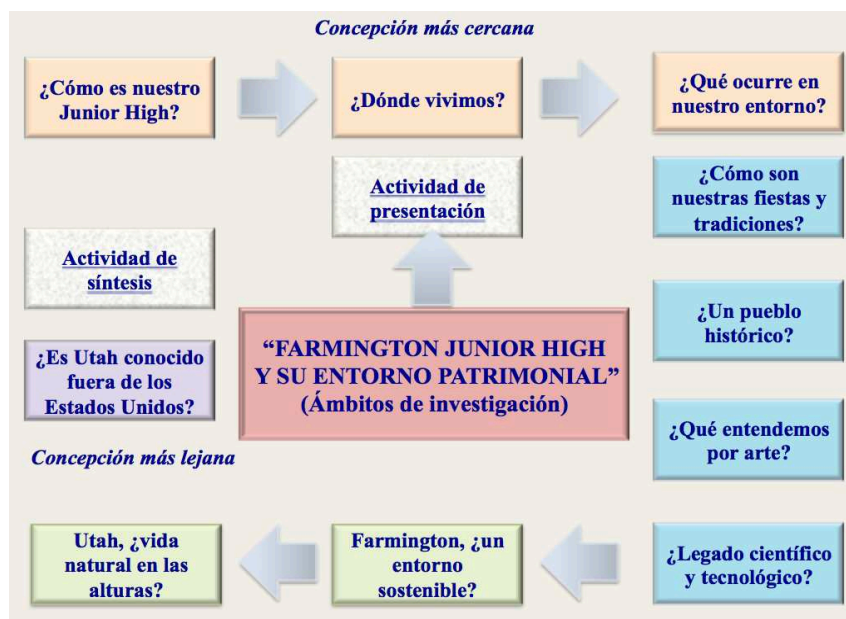 Concepción más cercana
¿Cómo es nuestro
Junior High?
¿Dónde vivimos?
¿Qué ocurre en
nuestro entorno?
Actividad de
presentación
¿Cómo son
nuestras fiestas y
tradiciones?
Actividad de
síntesis
¿Un pueblo
histórico?
“FARMINGTON JUNIOR HIGH
Y SU ENTORNO PATRIMONIAL”
(Ámbitos de investigación)
¿Es Utah conocido
fuera de los
Estados Unidos?
¿Qué entendemos
por arte?
Concepción más lejana
Utah, ¿vida
natural en las
alturas?
Farmington, ¿un
entorno
sostenible?
¿Legado científico
y tecnológico?